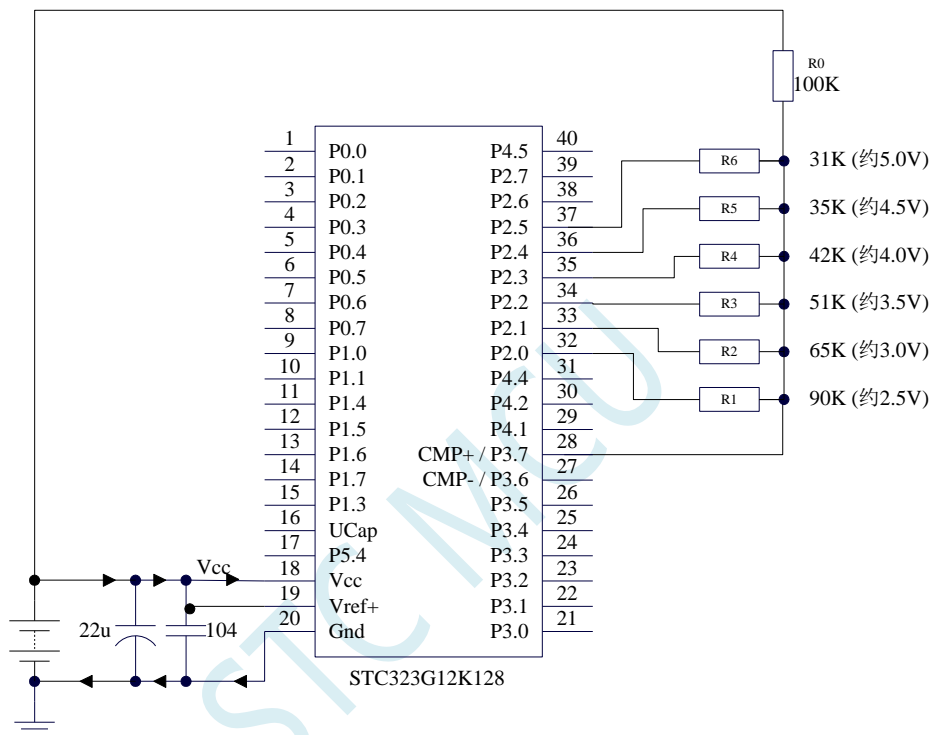 R0
100K
1
P0.0
P4.5
40
2
P0.1
P2.7
39
3
P0.2
P2.6
38
4
P0.3
P2.5
37
5
P0.4
P2.4
36
6
P0.5
P2.3
35
7
P0.6
P2.2
34
8
P0.7
P2.1
33
9
P1.0
P2.0
32
10
P1.1
P4.4
31
11
P1.4
P4.2
30
12
P1.5
P4.1
29
13
P1.6
CMP+ / P3.7
28
14
P1.7
CMP- / P3.6
27
15
P1.3
P3.5
26
16
UCap
P3.4
25
17
P5.4
P3.3
24
18
Vcc
P3.2
23
19
Vref+
P3.1
22
20
Gnd
P3.0
21
R6
31K (约5.0V)
R5
35K (约4.5V)
R4
42K (约4.0V)
R3
51K (约3.5V)
R2
65K (约3.0V)
R1
90K (约2.5V)
Vcc
22u
104
STC323G12K128
STC MCU